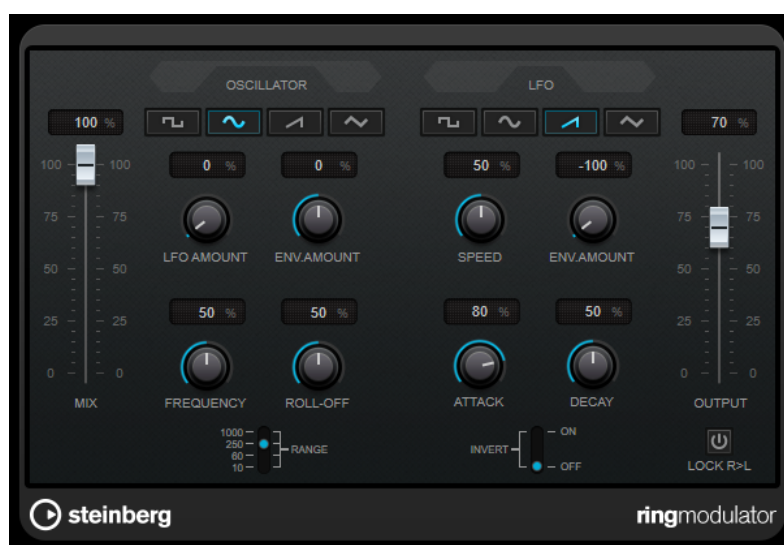 OSCILLATOR
LFO
100 %
70 %
0 %
0 %
50 %
-100 %
100 100
75 75
50 50
25 25
0 0
100 100
75 75
50 50
25 25
0 0
LFO AMOUNT
ENV.AMOUNT
SPEED
ENV.AMOUNT
50 %
50 %
80 %
50 %
MIX
FREQUENCY
ROLL-OFF
ATTACK
DECAY
OUTPUT
1000
250
60
10
RANGE
INVERT
ON
OFF
LOCK R>L
steinberg
ringmodulator